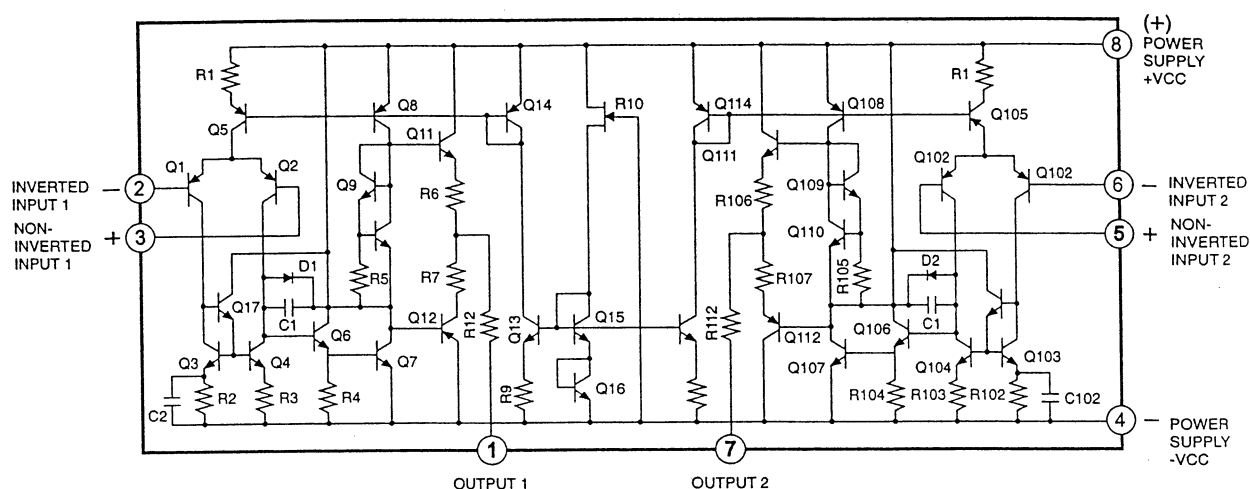 (+)
8
POWER
SUPPLY
+VCC
R1
Q5
Q8
Q14
R10
Q114
Q108
R1
Q105
Q11
Q111
Q1
Q2
Q9
Q109
Q102
Q102
INVERTED
INPUT 1
− 2
R6
R106
6 −
INVERTED
INPUT 2
NON-
INVERTED
INPUT 1
+ 3
Q110
5 +
NON-
INVERTED
INPUT 2
D1
R5
R7
R107
R105
D2
Q17
C1
C1
Q6
Q12
R12
Q13
Q15
R112
Q112
Q106
Q3
Q4
Q7
Q107
Q104
Q103
Q16
C2
R2
R3
R4
R9
R104
R103
R102
C102
4 −
POWER
SUPPLY
-VCC
1
7
OUTPUT 1
OUTPUT 2